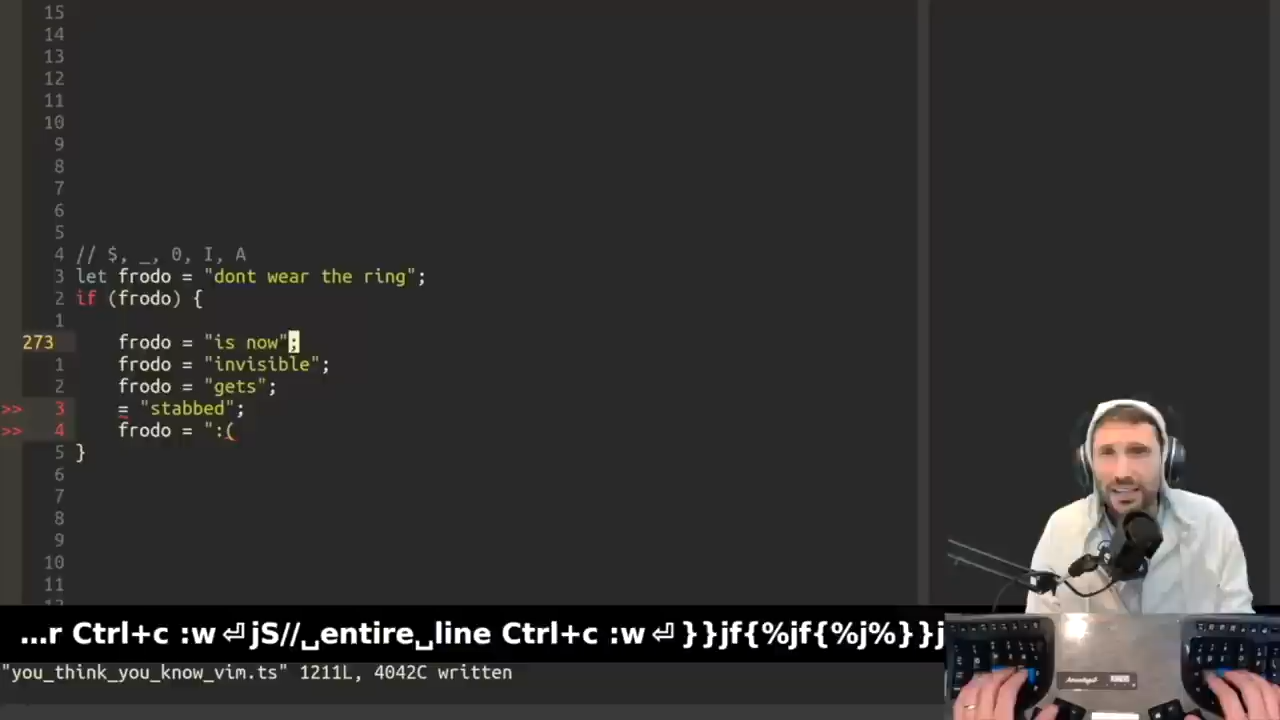 15
14
13
12
11
10
9
8
7
6
5
4 // $, _, 0, I, A
3 let frodo = "dont wear the ring";
2 if (frodo) {
1
273 frodo = "is now";
1 frodo = "invisible";
2 frodo = "gets";
>> 3 = "stabbed";
>> 4 frodo = ":(
5 }
6
7
8
9
10
11
...r Ctrl+c :w⏎jS//␣entire␣line Ctrl+c :w⏎}}jf{%jf{%j%}}j
"you_think_you_know_vim.ts" 1211L, 4042C written